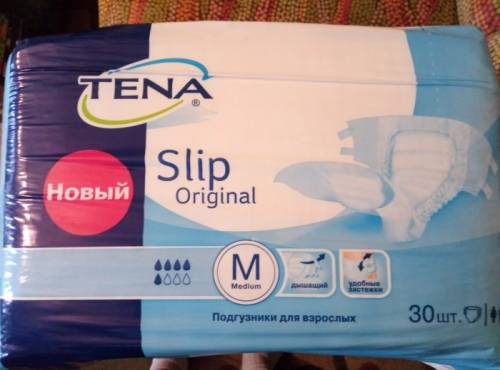 TENA
®
Новый
Slip
Original
M
Medium
дышащий
удобные
застежки
Подгузники для взрослых
30шт.